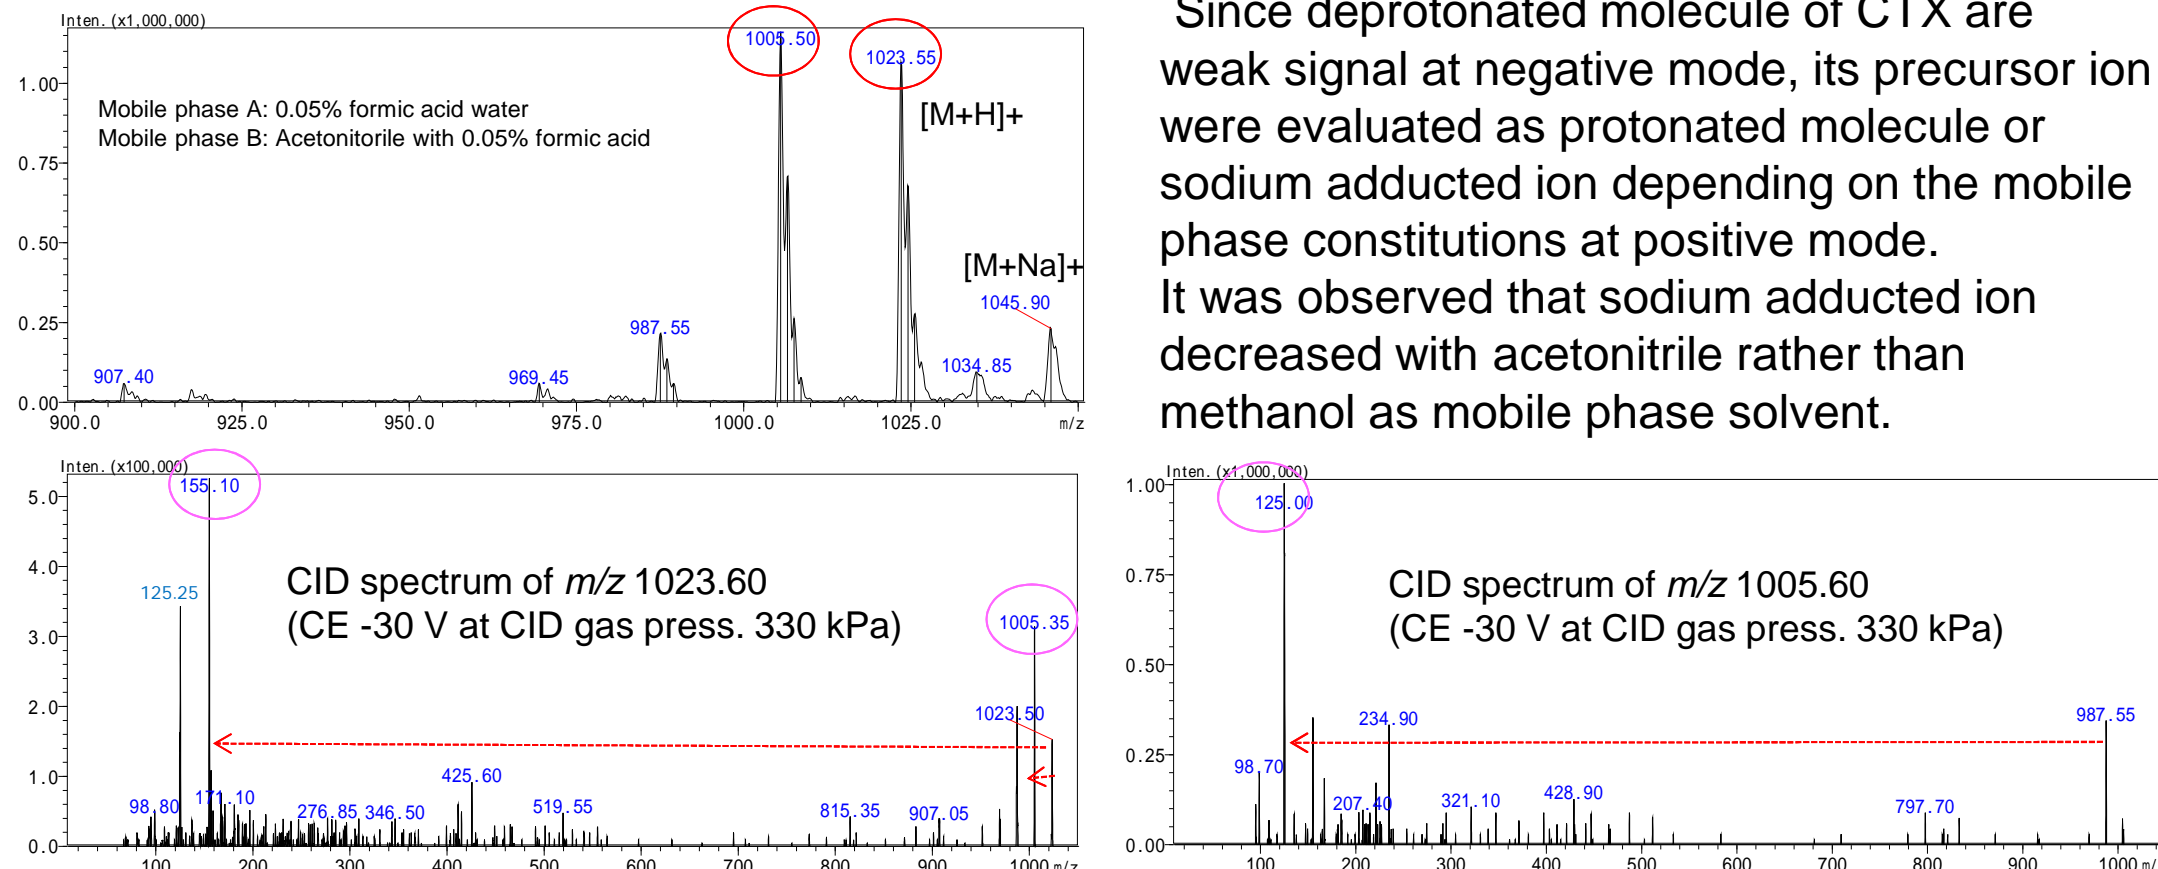 Inten. (x1,000,000)
1005.50
1023.55
1.00
Mobile phase A: 0.05% formic acid water
[M+H]+
Mobile phase B: Acetonitorile with 0.05% formic acid
0.75
0.50
[M+Na]+
1045.90
0.25
987.55
907.40
969.45
1034.85
0.00
900.0 925.0 950.0 975.0 1000.0 1025.0 m/z
Since deprotonated molecule of CTX are
weak signal at negative mode, its precursor ion
were evaluated as protonated molecule or
sodium adducted ion depending on the mobile
phase constitutions at positive mode.
It was observed that sodium adducted ion
decreased with acetonitrile rather than
methanol as mobile phase solvent.
Inten. (x100,000)
155.10
5.0
CID spectrum of m/z 1023.60
(CE -30 V at CID gas press. 330 kPa)
125.25
1005.35
4.0
3.0
2.0
1023.50
1.0
425.60
98.80 171.10 276.85 346.50 519.55 815.35 907.05
0.0
100 200 300 400 500 600 700 800 900 1000 m/z
Inten. (x1,000,000)
1.00
125.00
CID spectrum of m/z 1005.60
(CE -30 V at CID gas press. 330 kPa)
0.75
0.50
234.90
987.55
0.25
98.70
207.40 321.10 428.90 797.70
0.00
100 200 300 400 500 600 700 800 900 1000 m/